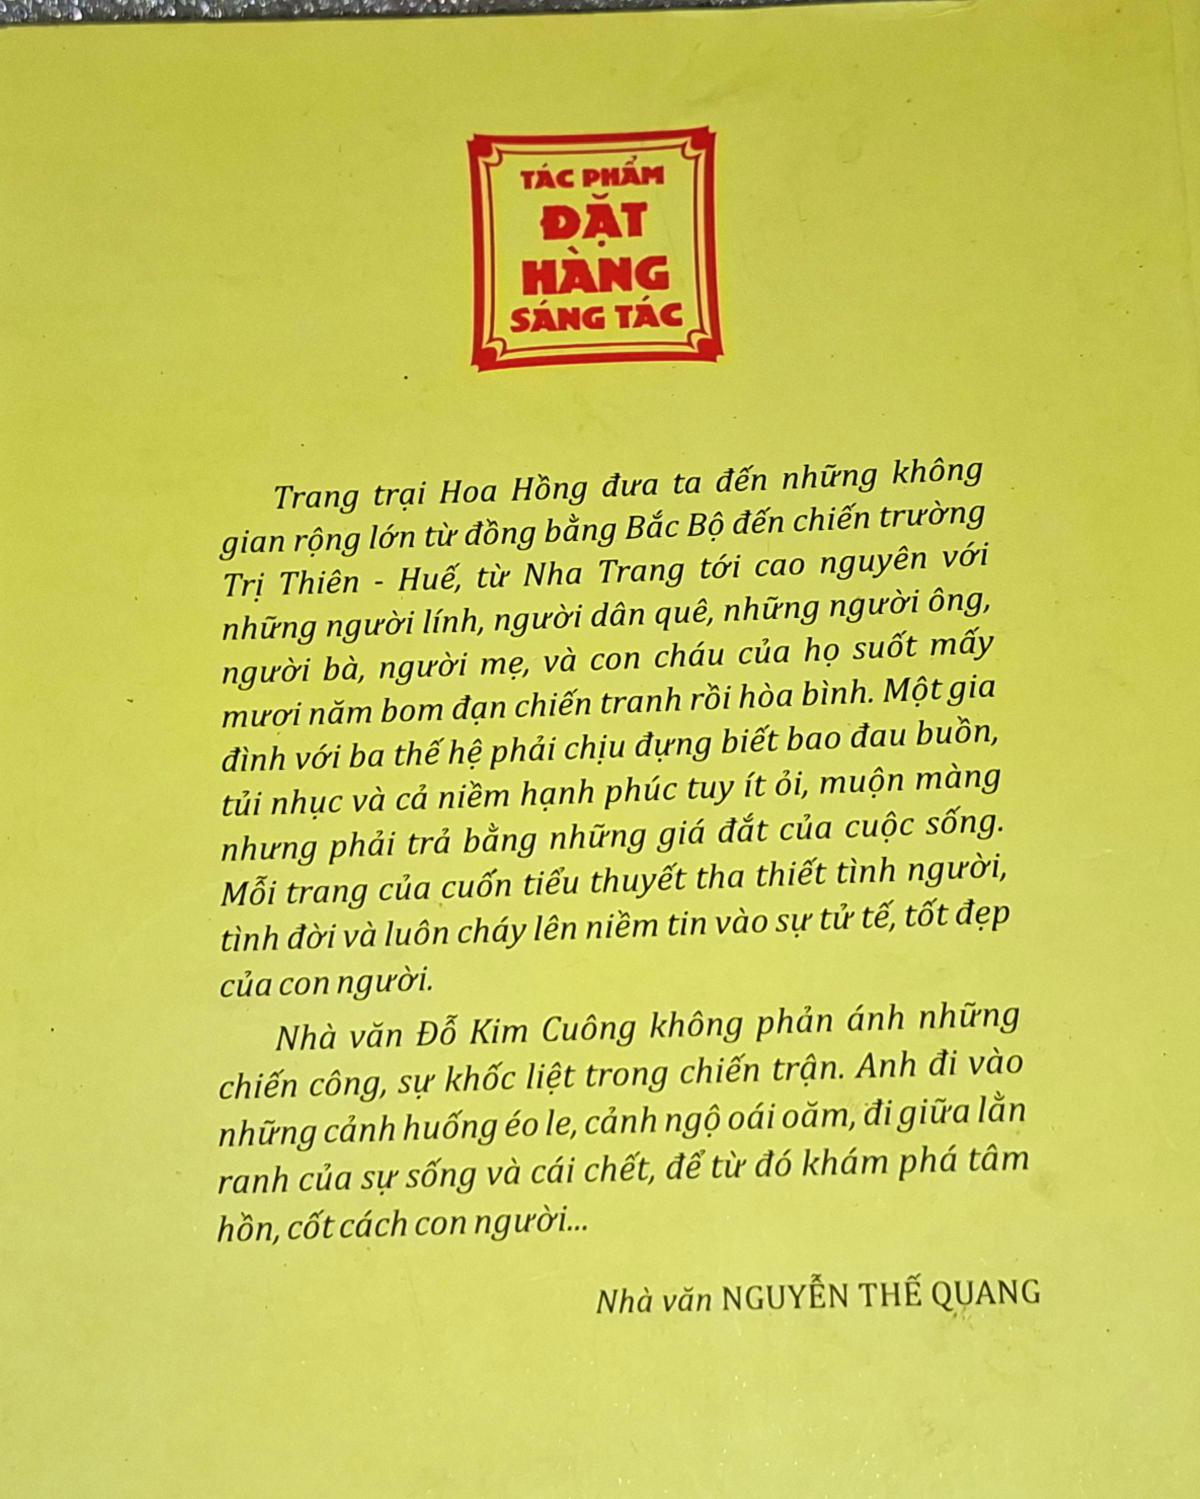 TÁC PHẨM
ĐẶT
HÀNG
SÁNG TÁC
Trang trại Hoa Hồng đưa ta đến những không
gian rộng lớn từ đồng bằng Bắc Bộ đến chiến trường
Trị Thiên - Huế, từ Nha Trang tới cao nguyên với
những người lính, người dân quê, những người ông,
người bà, người mẹ, và con cháu của họ suốt mấy
mươi năm bom đạn chiến tranh rồi hòa bình. Một gia
đình với ba thế hệ phải chịu đựng biết bao đau buồn,
tủi nhục và cả niềm hạnh phúc tuy ít ỏi, muộn màng
nhưng phải trả bằng những giá đắt của cuộc sống.
Mỗi trang của cuốn tiểu thuyết tha thiết tình người,
tình đời và luôn cháy lên niềm tin vào sự tử tế, tốt đẹp
của con người.
Nhà văn Đỗ Kim Cuông không phản ánh những
chiến công, sự khốc liệt trong chiến trận. Anh đi vào
những cảnh huống éo le, cảnh ngộ oái oăm, đi giữa lằn
ranh của sự sống và cái chết, để từ đó khám phá tâm
hồn, cốt cách con người...
Nhà văn NGUYỄN THẾ QUANG